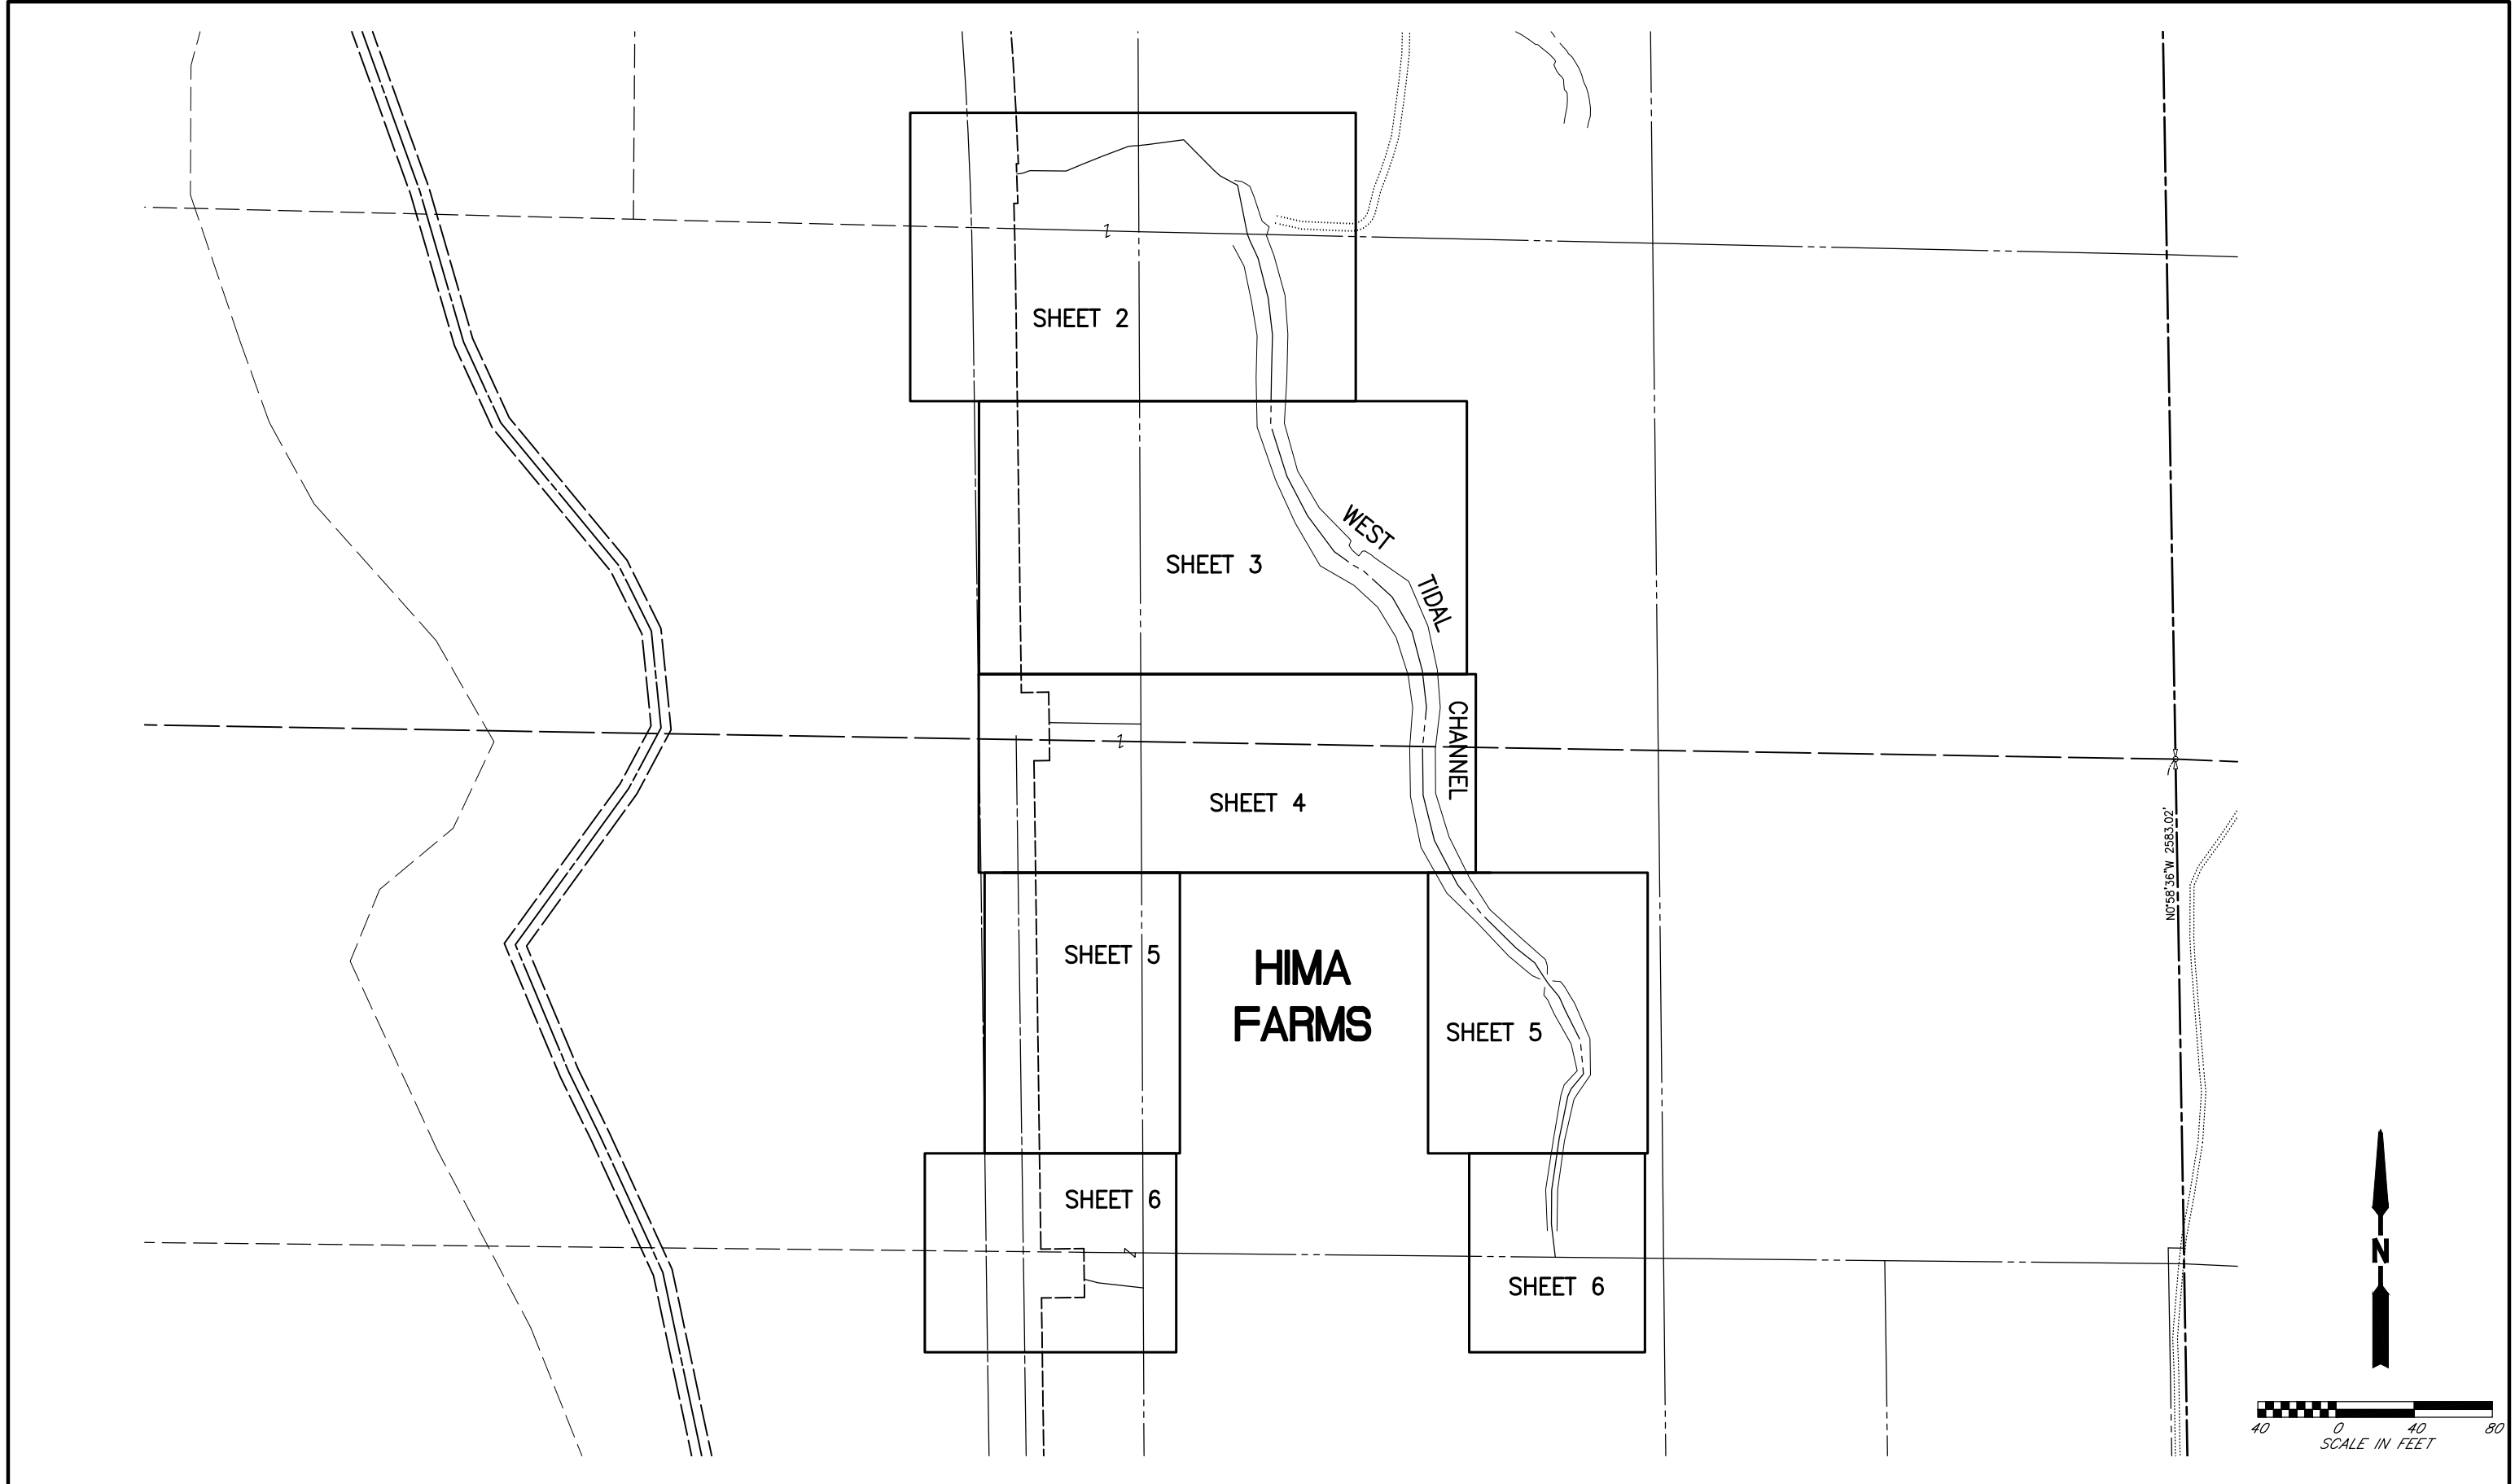 SHEET 2
SHEET 3
WEST
TIDAL
CHANNEL
SHEET 4
N0°58'36"W 2583.02'
SHEET 5
HIMA
FARMS
SHEET 5
SHEET 6
SHEET 6
N
40 0 40 80
SCALE IN FEET